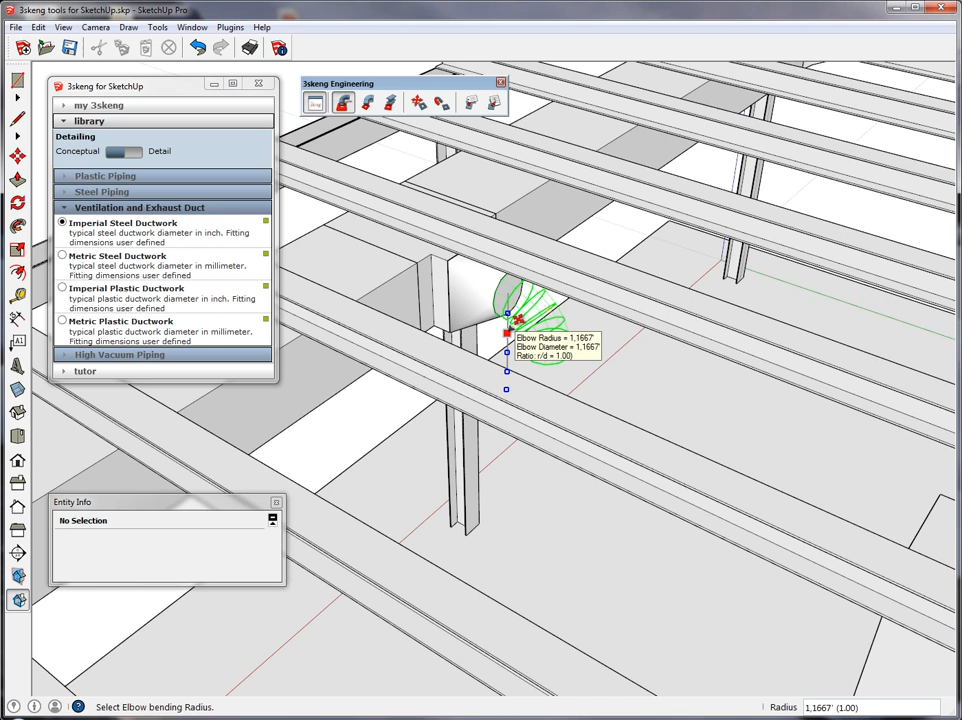 3skeng tools for SketchUp.skp - SketchUp Pro
File Edit View Camera Draw Tools Window Plugins Help
3skeng for SketchUp
my 3skeng
library
Detailing
Conceptual Detail
Plastic Piping
Steel Piping
Ventilation and Exhaust Duct
Imperial Steel Ductwork
typical steel ductwork diameter in inch. Fitting
dimensions user defined
Metric Steel Ductwork
typical steel ductwork diameter in millimeter.
Fitting dimensions user defined
Imperial Plastic Ductwork
typical plastic ductwork diameter in inch. Fitting
dimensions user defined
Metric Plastic Ductwork
typical plastic ductwork diameter in millimeter.
Fitting dimensions user defined
High Vacuum Piping
tutor
3skeng Engineering
Elbow Radius = 1,1667'
Elbow Diameter = 1,1667'
Ratio: r/d = 1.00)
A1
Entity Info
No Selection
Select Elbow bending Radius.
Radius 1,1667' (1.00)